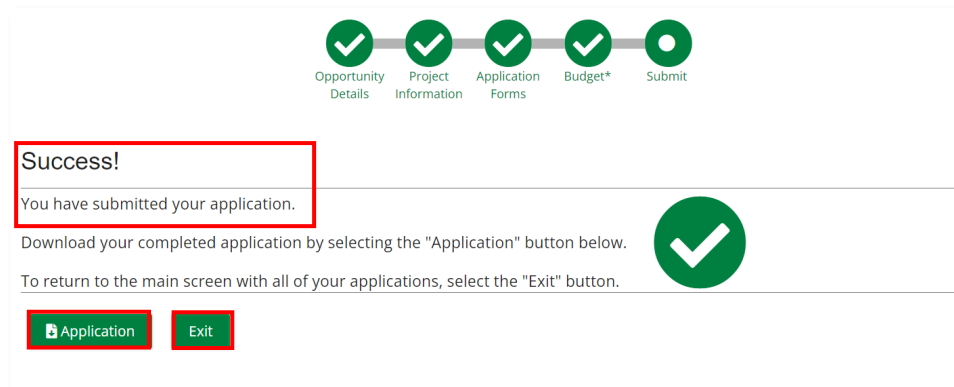 Opportunity Project Application Budget* Submit
Details Information Forms
Success!
You have submitted your application.
Download your completed application by selecting the "Application" button below.
To return to the main screen with all of your applications, select the "Exit" button.
Application Exit